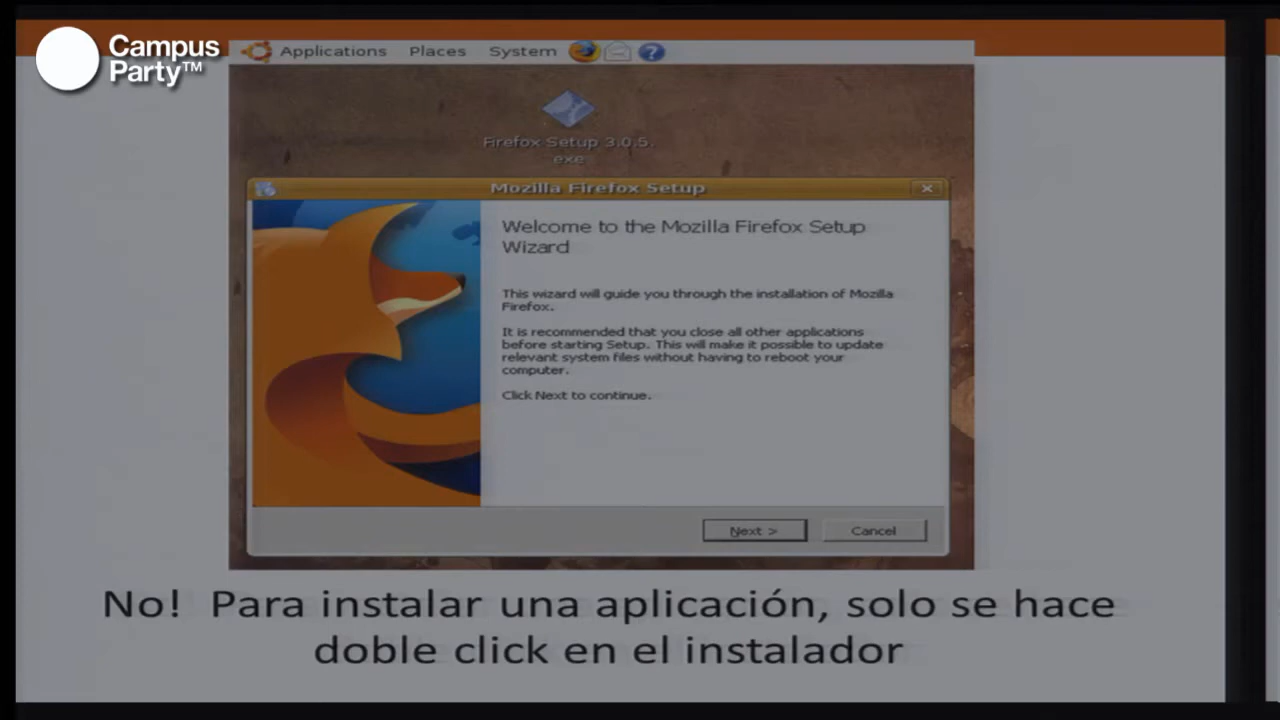 Campus
Party™
Applications Places System
Firefox Setup 3.0.5.
exe
Mozilla Firefox Setup
Welcome to the Mozilla Firefox Setup
Wizard
This wizard will guide you through the installation of Mozilla
Firefox.
It is recommended that you close all other applications
before starting Setup. This will make it possible to update
relevant system files without having to reboot your
computer.
Click Next to continue.
Next >
Cancel
No! Para instalar una aplicación, solo se hace
doble click en el instalador